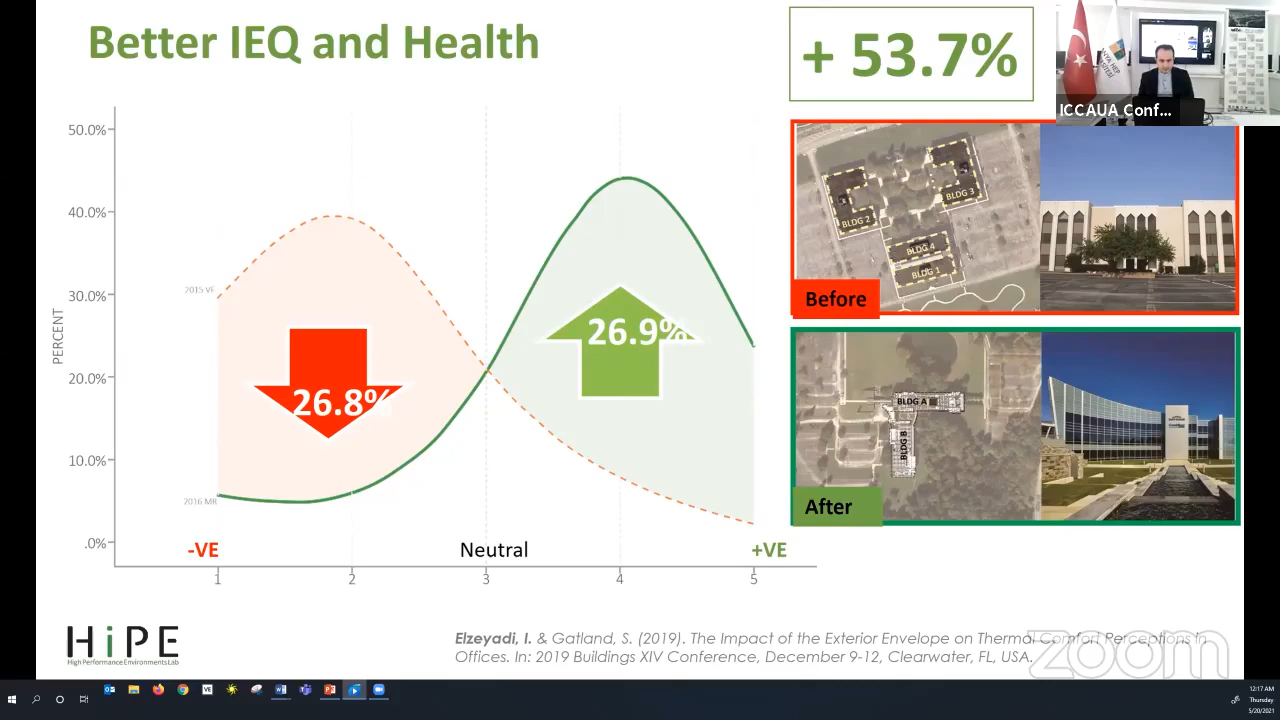 Better IEQ and Health
+ 53.7%
ICCAUA Conf...
50.0%
40.0%
30.0%
20.0%
10.0%
.0%
PERCENT
2015 VF
2016 MK
26.8%
26.9%
-VE
Neutral
+VE
1 2 3 4 5
BLDG 2
BLDG 3
BLDG 4
BLDG 1
Before
BLDG A
BLDG B
After
HiPE
High Performance Environments Lab
Elzeyadi, I. & Gatland, S. (2019). The Impact of the Exterior Envelope on Thermal Comfort Perceptions in
Offices. In: 2019 Buildings XIV Conference, December 9-12, Clearwater, FL, USA.
zoom
12:17 AM
Thursday
5/20/2021